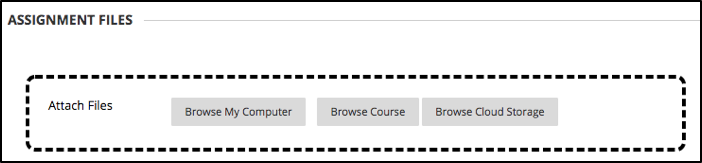 ASSIGNMENT FILES
Attach Files Browse My Computer Browse Course Browse Cloud Storage